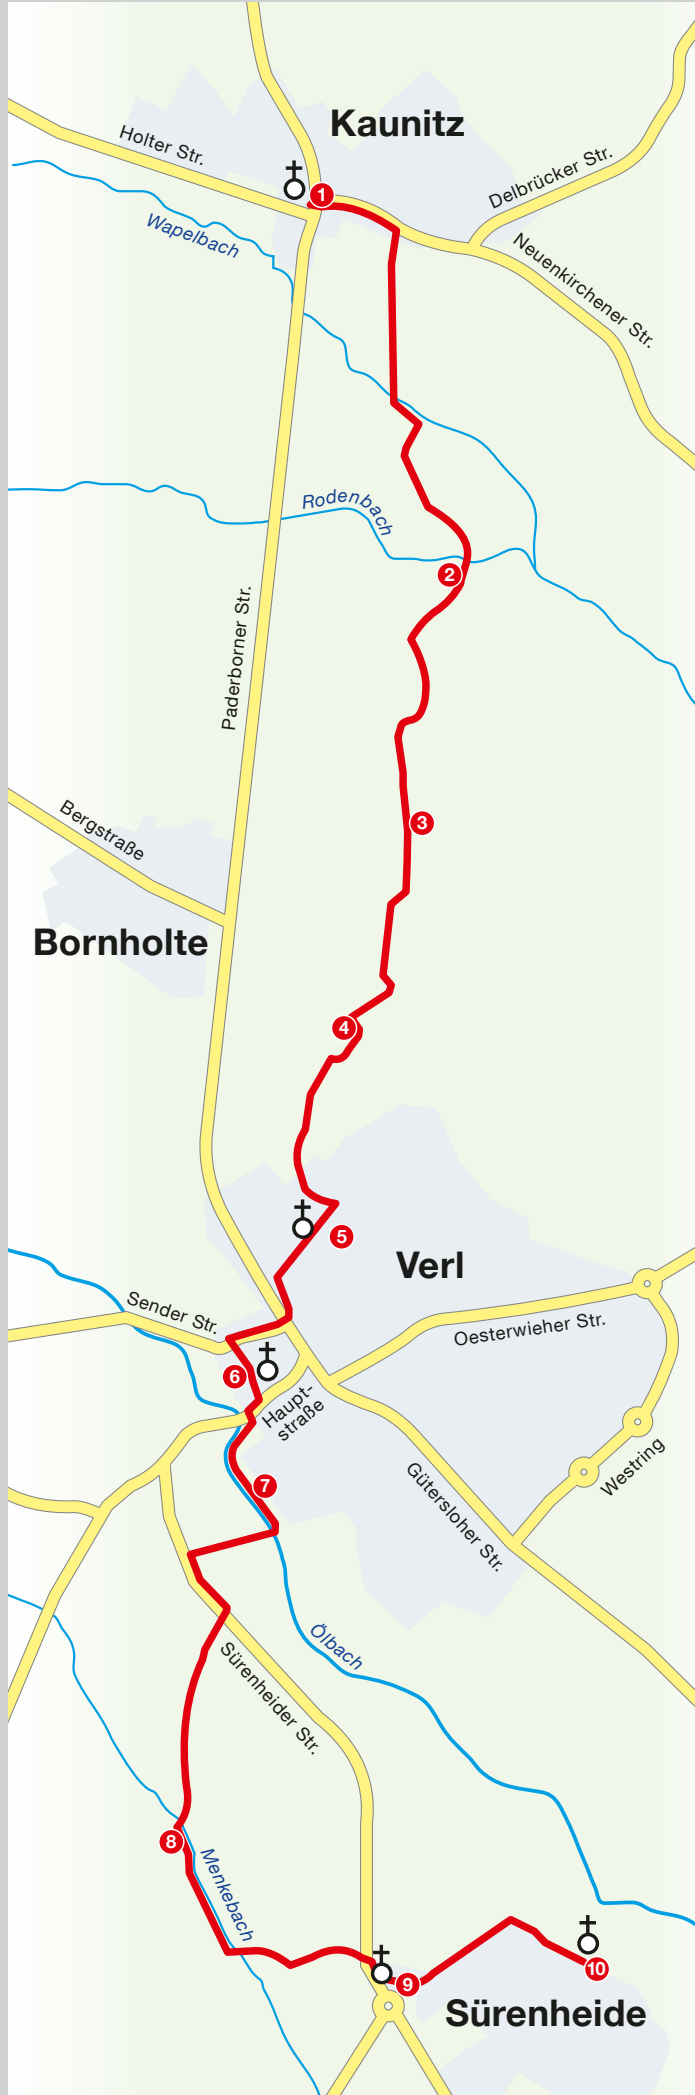 Kaunitz
Holter Str.
Delbrücker Str.
1
Wapelbach
Neuenkirchener Str.
Rodenbach
2
Paderborner Str.
Bergstraße
3
Bornholte
4
5
Verl
Sender Str.
Oesterwieher Str.
6
Haupt-
straße
Westring
7
Gütersloher Str.
Ölbach
Sürenheider Str.
8
Menkebach
10
9
Sürenheide